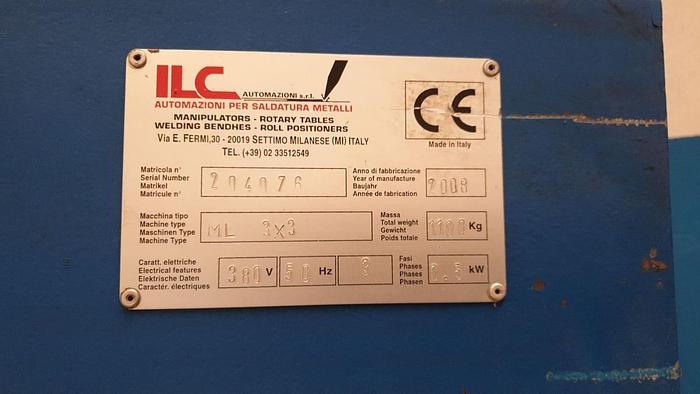 ILC AUTOMAZIONI s.r.l.
AUTOMAZIONI PER SALDATURA METALLI
MANIPULATORS - ROTARY TABLES
WELDING BENDHES - ROLL POSITIONERS
Via E. FERMI,30 - 20019 SETTIMO MILANESE (MI) ITALY
TEL. (+39) 02 33512549
CE
Made in Italy
Matricola n°
Serial Number
Matrikel
Matricule n°
204076
Anno di fabbricazione
Year of manufacture
Baujahr
Année de fabrication
2008
Macchina tipo
Machine type
Maschinen Type
Machine Type
ML 3x3
Massa
Total weight
Gewicht
Poids totale
1100 Kg
Caratt. elettriche
Electrical features
Elektrische Daten
Caractér. électriques
380 V
50 Hz
3
Fasi
Phases
Phases
Phasen
kW